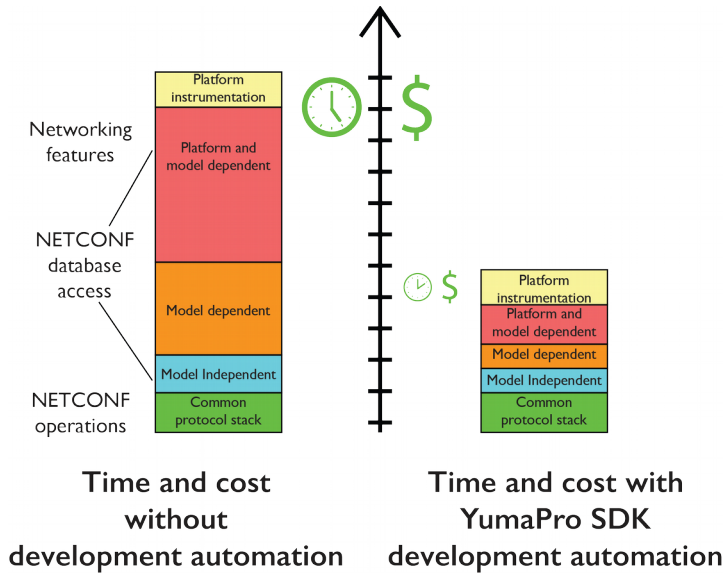 Platform
instrumentation
Networking
features
Platform and
model dependent
NETCONF
database
access
Model dependent
Model Independent
NETCONF
operations
Common
protocol stack
$
$
Platform
instrumentation
Platform and
model dependent
Model dependent
Model Independent
Common
protocol stack
Time and cost
without
development automation
Time and cost with
YumaPro SDK
development automation